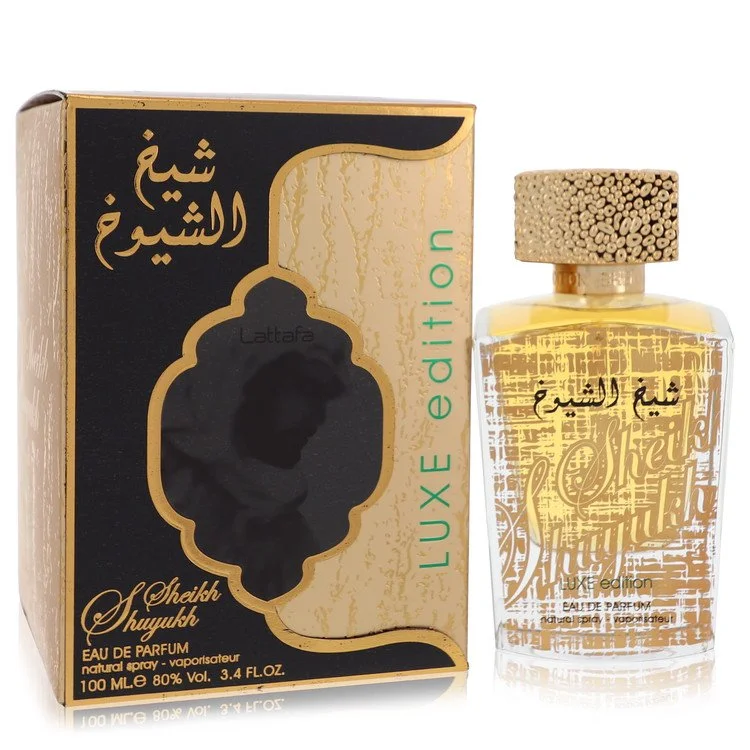 شيخ
الشيوخ
Lattafa
LUXE edition
Sheikh
Shuyukh
EAU DE PARFUM
natural spray - vaporisateur
100 ML℮ 80% Vol. 3.4 FL.OZ.
شيخ الشيوخ
Sheikh
Shuyukh
LUXE edition
EAU DE PARFUM
natural spray - vaporisateur